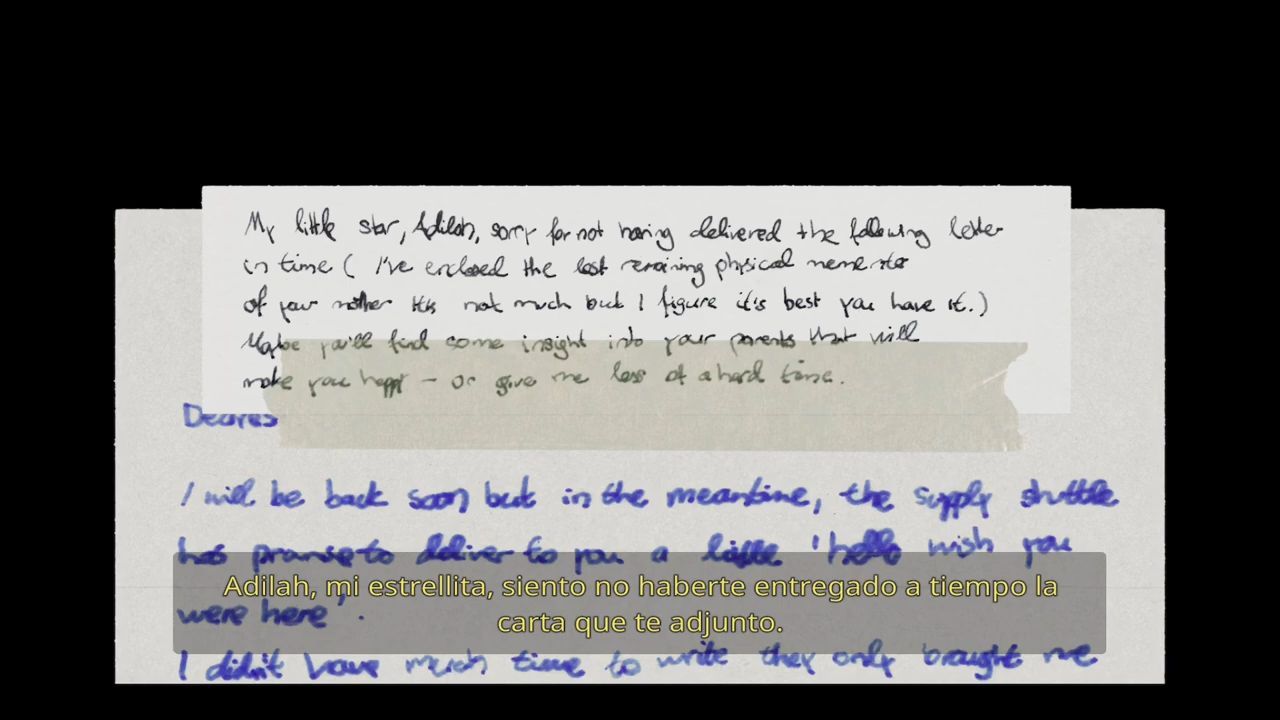 My little star, Adilah, sorry for not having delivered the following letter
in time ( I've enclosed the last remaining physical memento
of your mother It's not much but I figure it's best you have it.)
Maybe you'll find some insight into your parents that will
make you happy – or give me less of a hard time.
Deares
I will be back soon but in the meantime, the supply shuttle
has promise to deliver to you a little 'hello wish you
were here'.
Adilah, mi estrellita, siento no haberte entregado a tiempo la
carta que te adjunto.
I didn't have much time to write they only brought me